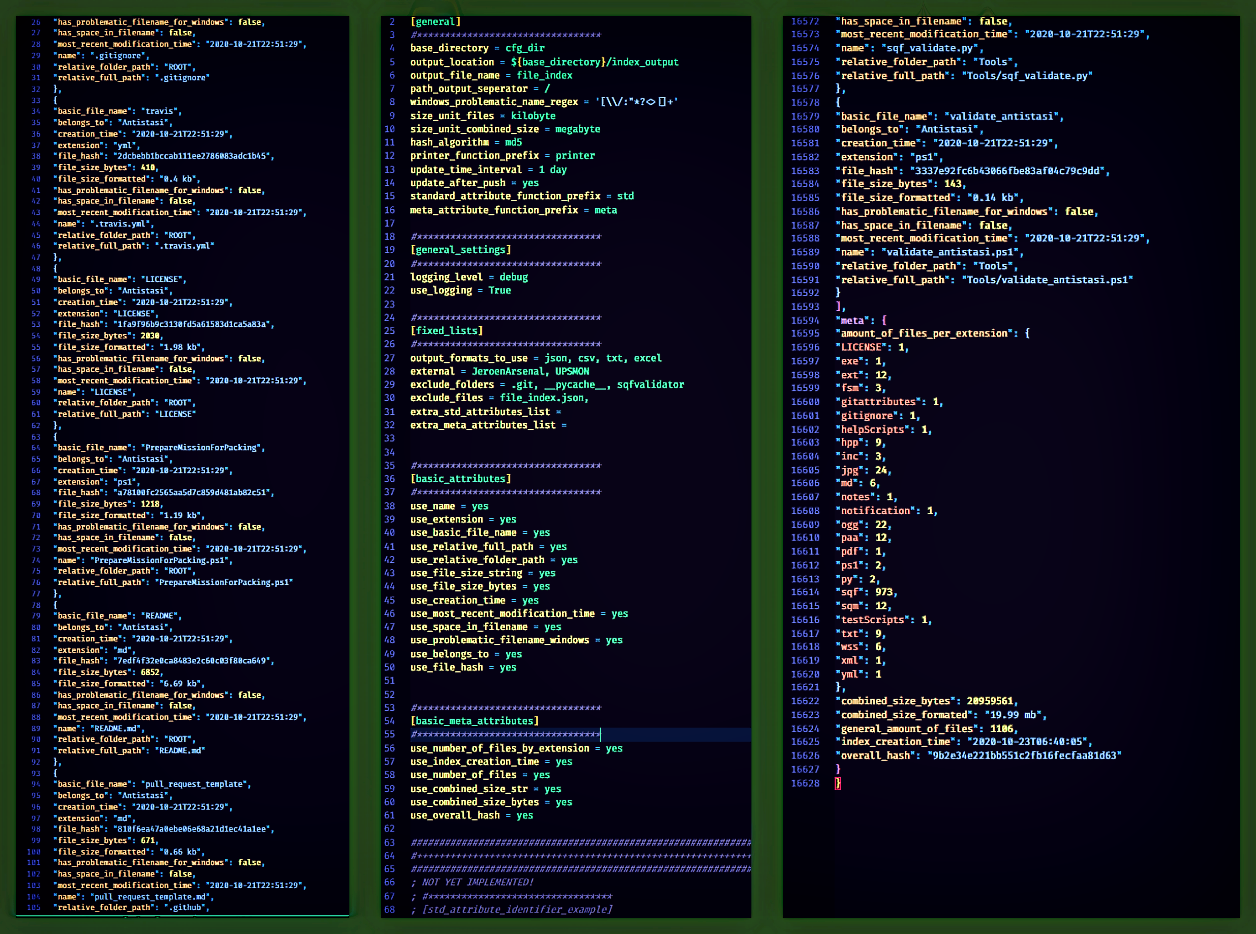 26 "has_problematic_filename_for_windows": false,
27 "has_space_in_filename": false,
28 "most_recent_modification_time": "2020-10-21T22:51:29",
29 "name": ".gitignore",
30 "relative_folder_path": "ROOT",
31 "relative_full_path": ".gitignore"
32 },
33 {
34 "basic_file_name": "travis",
35 "belongs_to": "Antistasi",
36 "creation_time": "2020-10-21T22:51:29",
37 "extension": "yml",
38 "file_hash": "2dcbebb1bccab111ee2786083adc1b45",
39 "file_size_bytes": 410,
40 "file_size_formatted": "0.4 kb",
41 "has_problematic_filename_for_windows": false,
42 "has_space_in_filename": false,
43 "most_recent_modification_time": "2020-10-21T22:51:29",
44 "name": ".travis.yml",
45 "relative_folder_path": "ROOT",
46 "relative_full_path": ".travis.yml"
47 },
48 {
49 "basic_file_name": "LICENSE",
50 "belongs_to": "Antistasi",
51 "creation_time": "2020-10-21T22:51:29",
52 "extension": "LICENSE",
53 "file_hash": "1fa9f96b9c3130fd5a61583d1ca5a83a",
54 "file_size_bytes": 2030,
55 "file_size_formatted": "1.98 kb",
56 "has_problematic_filename_for_windows": false,
57 "has_space_in_filename": false,
58 "most_recent_modification_time": "2020-10-21T22:51:29",
59 "name": "LICENSE",
60 "relative_folder_path": "ROOT",
61 "relative_full_path": "LICENSE"
62 },
63 {
64 "basic_file_name": "PrepareMissionForPacking",
65 "belongs_to": "Antistasi",
66 "creation_time": "2020-10-21T22:51:29",
67 "extension": "ps1",
68 "file_hash": "a78100fc2565aa5d7c859d481ab82c51",
69 "file_size_bytes": 1218,
70 "file_size_formatted": "1.19 kb",
71 "has_problematic_filename_for_windows": false,
72 "has_space_in_filename": false,
73 "most_recent_modification_time": "2020-10-21T22:51:29",
74 "name": "PrepareMissionForPacking.ps1",
75 "relative_folder_path": "ROOT",
76 "relative_full_path": "PrepareMissionForPacking.ps1"
77 },
78 {
79 "basic_file_name": "README",
80 "belongs_to": "Antistasi",
81 "creation_time": "2020-10-21T22:51:29",
82 "extension": "md",
83 "file_hash": "7edf4f32e0ca8483e2c60c03f80ca649",
84 "file_size_bytes": 6852,
85 "file_size_formatted": "6.69 kb",
86 "has_problematic_filename_for_windows": false,
87 "has_space_in_filename": false,
88 "most_recent_modification_time": "2020-10-21T22:51:29",
89 "name": "README.md",
90 "relative_folder_path": "ROOT",
91 "relative_full_path": "README.md"
92 },
93 {
94 "basic_file_name": "pull_request_template",
95 "belongs_to": "Antistasi",
96 "creation_time": "2020-10-21T22:51:29",
97 "extension": "md",
98 "file_hash": "810f6ea47a0ebe06e68a21d1ec41a1ee",
99 "file_size_bytes": 671,
100 "file_size_formatted": "0.66 kb",
101 "has_problematic_filename_for_windows": false,
102 "has_space_in_filename": false,
103 "most_recent_modification_time": "2020-10-21T22:51:29",
104 "name": "pull_request_template.md",
105 "relative_folder_path": ".github",
2 [general]
3 #********************************
4 base_directory = cfg_dir
5 output_location = ${base_directory}/index_output
6 output_file_name = file_index
7 path_output_seperator = /
8 windows_problematic_name_regex = '[\\/:"*?<>|]+'
9 size_unit_files = kilobyte
10 size_unit_combined_size = megabyte
11 hash_algorithm = md5
12 printer_function_prefix = printer
13 update_time_interval = 1 day
14 update_after_push = yes
15 standard_attribute_function_prefix = std
16 meta_attribute_function_prefix = meta
17
18 #********************************
19 [general_settings]
20 #********************************
21 logging_level = debug
22 use_logging = True
23
24 #********************************
25 [fixed_lists]
26 #********************************
27 output_formats_to_use = json, csv, txt, excel
28 external = JeroenArsenal, UPSMON
29 exclude_folders = .git, __pycache__, sqfvalidator
30 exclude_files = file_index.json,
31 extra_std_attributes_list =
32 extra_meta_attributes_list =
33
34
35 #********************************
36 [basic_attributes]
37 #********************************
38 use_name = yes
39 use_extension = yes
40 use_basic_file_name = yes
41 use_relative_full_path = yes
42 use_relative_folder_path = yes
43 use_file_size_string = yes
44 use_file_size_bytes = yes
45 use_creation_time = yes
46 use_most_recent_modification_time = yes
47 use_space_in_filename = yes
48 use_problematic_filename_windows = yes
49 use_belongs_to = yes
50 use_file_hash = yes
51
52
53 #********************************
54 [basic_meta_attributes]
55 #********************************
56 use_number_of_files_by_extension = yes
57 use_index_creation_time = yes
58 use_number_of_files = yes
59 use_combined_size_str = yes
60 use_combined_size_bytes = yes
61 use_overall_hash = yes
62
63 ###########################################################
64 #**********************************************************
65 ###########################################################
66 ; NOT YET IMPLEMENTED!
67 ; #********************************
68 ; [std_attribute_identifier_example]
16572 "has_space_in_filename": false,
16573 "most_recent_modification_time": "2020-10-21T22:51:29",
16574 "name": "sqf_validate.py",
16575 "relative_folder_path": "Tools",
16576 "relative_full_path": "Tools/sqf_validate.py"
16577 },
16578 {
16579 "basic_file_name": "validate_antistasi",
16580 "belongs_to": "Antistasi",
16581 "creation_time": "2020-10-21T22:51:29",
16582 "extension": "ps1",
16583 "file_hash": "3337e92fc6b43066fbe83af04c79c9dd",
16584 "file_size_bytes": 143,
16585 "file_size_formatted": "0.14 kb",
16586 "has_problematic_filename_for_windows": false,
16587 "has_space_in_filename": false,
16588 "most_recent_modification_time": "2020-10-21T22:51:29",
16589 "name": "validate_antistasi.ps1",
16590 "relative_folder_path": "Tools",
16591 "relative_full_path": "Tools/validate_antistasi.ps1"
16592 }
16593 ],
16594 "meta": {
16595 "amount_of_files_per_extension": {
16596 "LICENSE": 1,
16597 "exe": 1,
16598 "ext": 12,
16599 "fsm": 3,
16600 "gitattributes": 1,
16601 "gitignore": 1,
16602 "helpScripts": 1,
16603 "hpp": 9,
16604 "inc": 3,
16605 "jpg": 24,
16606 "md": 6,
16607 "notes": 1,
16608 "notification": 1,
16609 "ogg": 22,
16610 "paa": 12,
16611 "pdf": 1,
16612 "ps1": 2,
16613 "py": 2,
16614 "sqf": 973,
16615 "sqm": 12,
16616 "testScripts": 1,
16617 "txt": 9,
16618 "wss": 6,
16619 "xml": 1,
16620 "yml": 1
16621 },
16622 "combined_size_bytes": 20959561,
16623 "combined_size_formated": "19.99 mb",
16624 "general_amount_of_files": 1106,
16625 "index_creation_time": "2020-10-23T06:40:05",
16626 "overall_hash": "9b2e34e221bb551c2fb16fecfaa81d63"
16627 }
16628 }